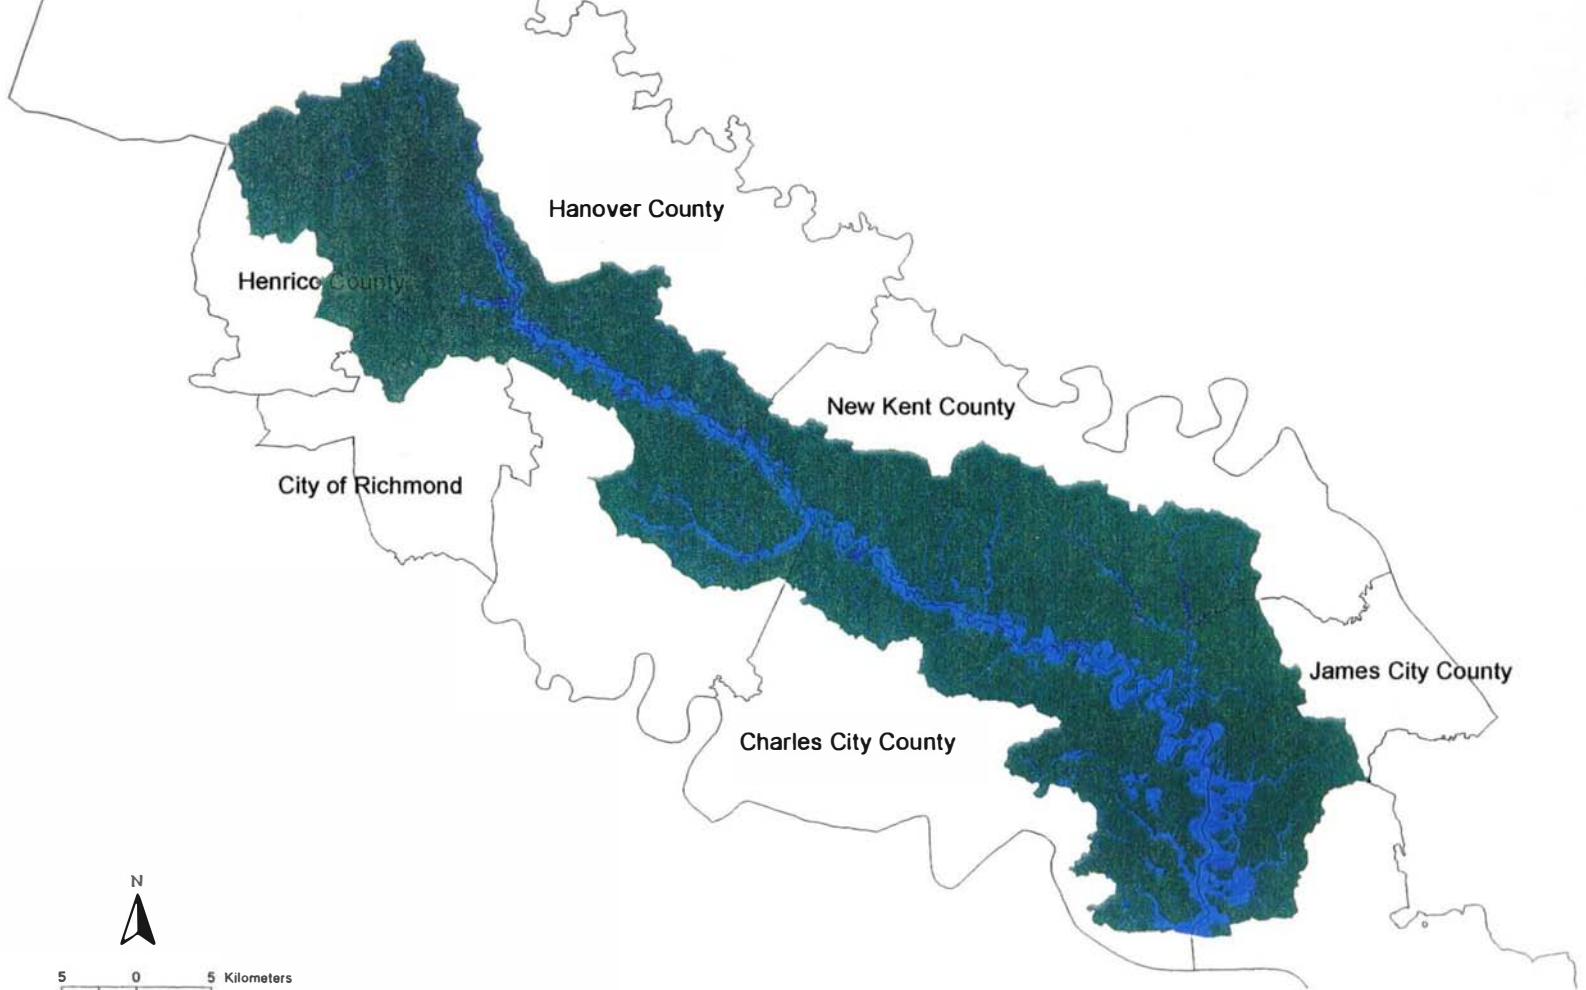 Hanover County
Henrico County
New Kent County
City of Richmond
James City County
Charles City County
N
5 0 5 Kilometers